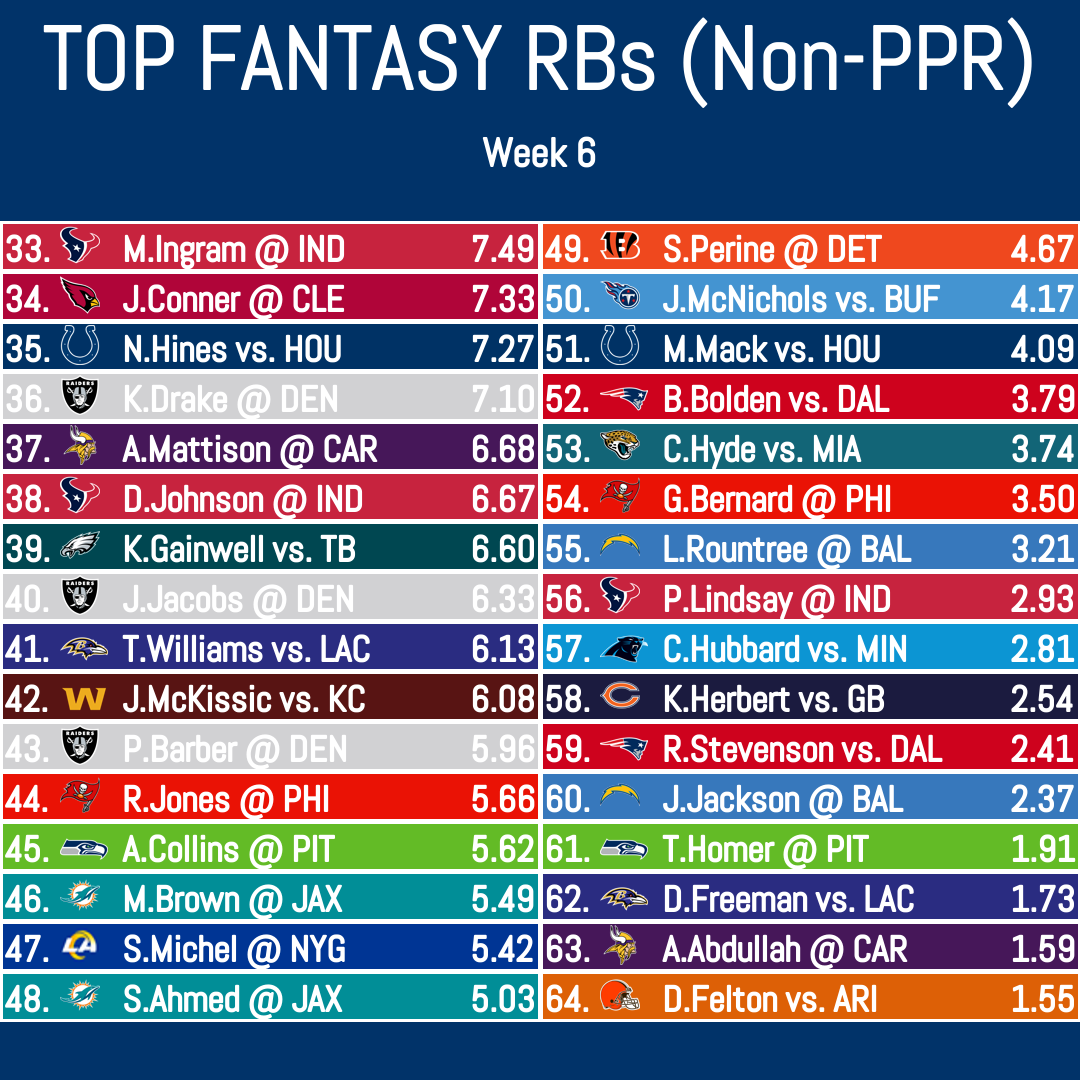 TOP FANTASY RBs (Non-PPR)
Week 6
33. M.Ingram @ IND 7.49
34. J.Conner @ CLE 7.33
35. N.Hines vs. HOU 7.27
36. RAIDERS K.Drake @ DEN 7.10
37. A.Mattison @ CAR 6.68
38. D.Johnson @ IND 6.67
39. K.Gainwell vs. TB 6.60
40. RAIDERS J.Jacobs @ DEN 6.33
41. B T.Williams vs. LAC 6.13
42. W J.McKissic vs. KC 6.08
43. RAIDERS P.Barber @ DEN 5.96
44. R.Jones @ PHI 5.66
45. A.Collins @ PIT 5.62
46. M.Brown @ JAX 5.49
47. LA S.Michel @ NYG 5.42
48. S.Ahmed @ JAX 5.03
49. B S.Perine @ DET 4.67
50. T J.McNichols vs. BUF 4.17
51. M.Mack vs. HOU 4.09
52. B.Bolden vs. DAL 3.79
53. C.Hyde vs. MIA 3.74
54. G.Bernard @ PHI 3.50
55. L.Rountree @ BAL 3.21
56. P.Lindsay @ IND 2.93
57. C.Hubbard vs. MIN 2.81
58. C K.Herbert vs. GB 2.54
59. R.Stevenson vs. DAL 2.41
60. J.Jackson @ BAL 2.37
61. T.Homer @ PIT 1.91
62. B D.Freeman vs. LAC 1.73
63. A.Abdullah @ CAR 1.59
64. D.Felton vs. ARI 1.55